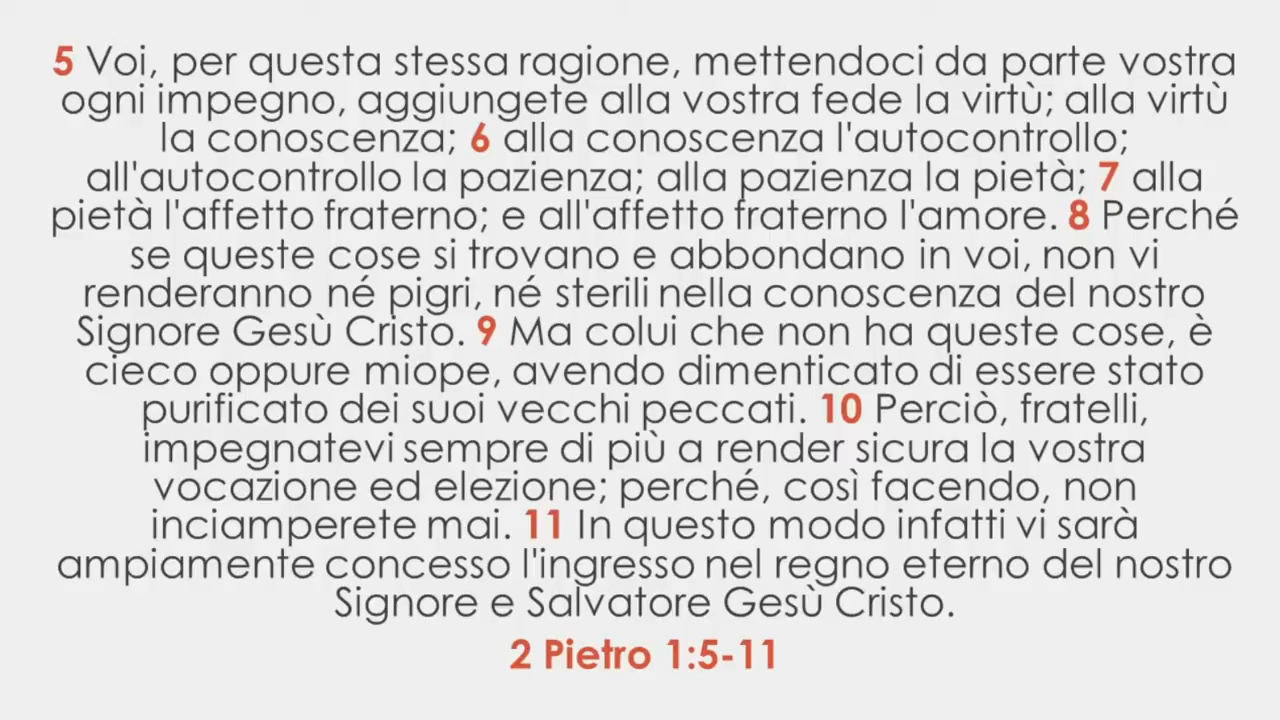 5 Voi, per questa stessa ragione, mettendoci da parte vostra
ogni impegno, aggiungete alla vostra fede la virtù; alla virtù
la conoscenza; 6 alla conoscenza l'autocontrollo;
all'autocontrollo la pazienza; alla pazienza la pietà; 7 alla
pietà l'affetto fraterno; e all'affetto fraterno l'amore. 8 Perché
se queste cose si trovano e abbondano in voi, non vi
renderanno né pigri, né sterili nella conoscenza del nostro
Signore Gesù Cristo. 9 Ma colui che non ha queste cose, è
cieco oppure miope, avendo dimenticato di essere stato
purificato dei suoi vecchi peccati. 10 Perciò, fratelli,
impegnatevi sempre di più a render sicura la vostra
vocazione ed elezione; perché, così facendo, non
inciamperete mai. 11 In questo modo infatti vi sarà
ampiamente concesso l'ingresso nel regno eterno del nostro
Signore e Salvatore Gesù Cristo.
2 Pietro 1:5-11